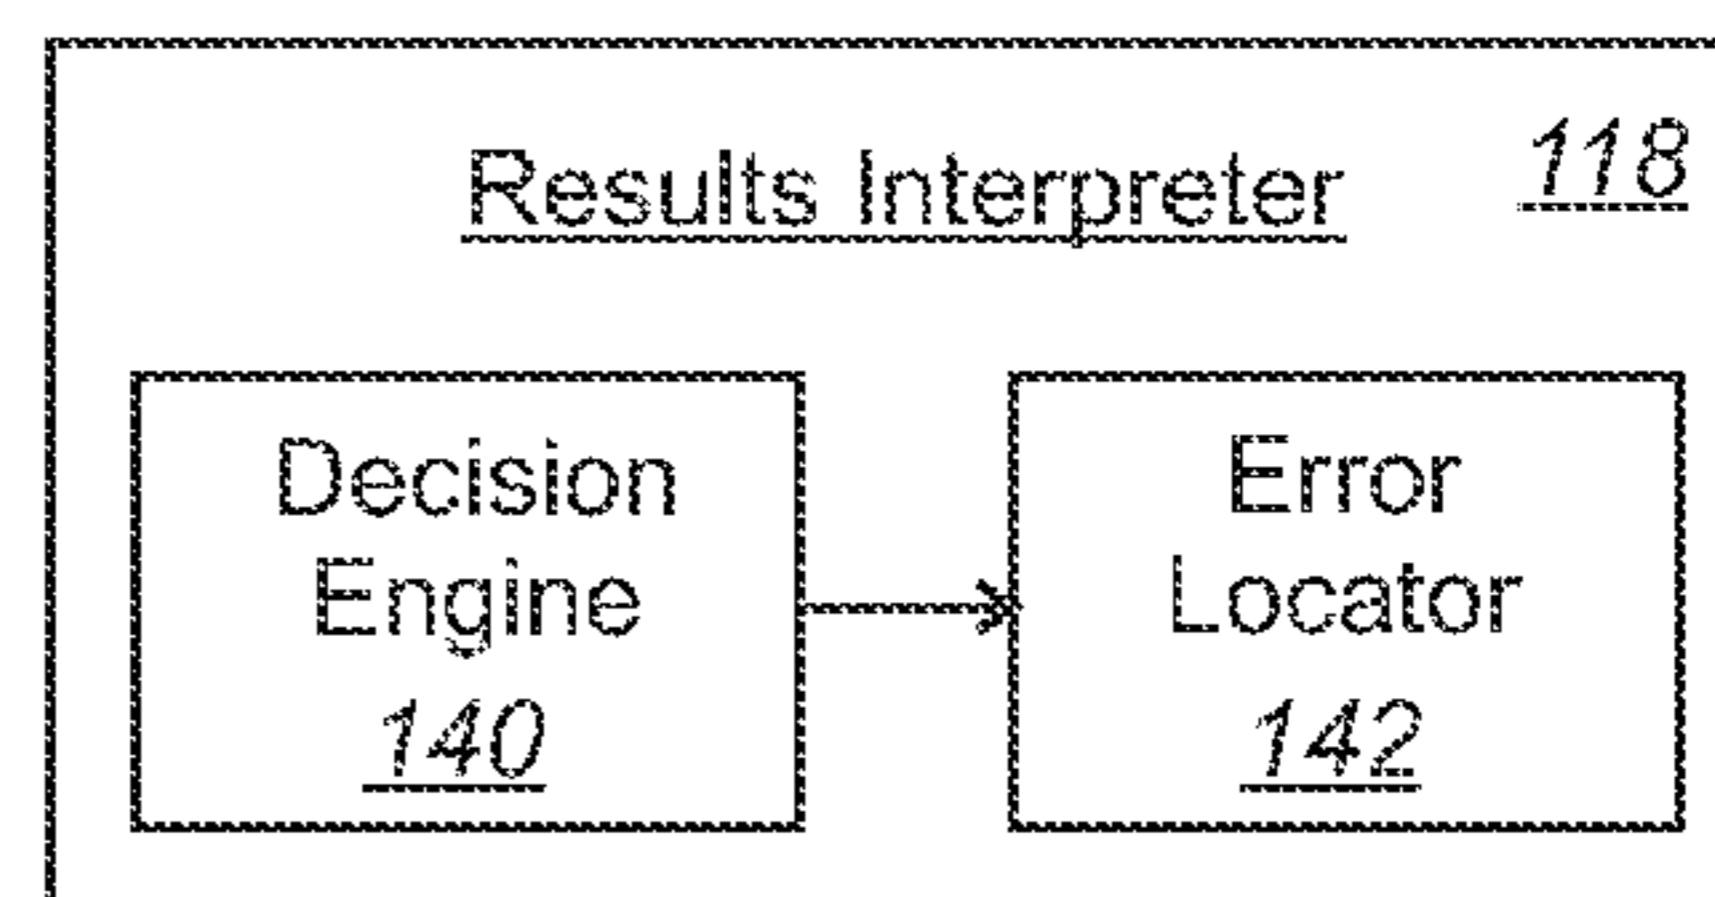 118
Results Interpreter
Decision
Engine
140
Error
Locator
142